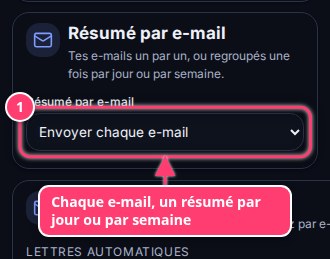 Résumé par e-mail
Tes e-mails un par un, ou regroupés une
fois par jour ou par semaine.
1
ésumé par e-mail
Envoyer chaque e-mail
Chaque e-mail, un résumé par
jour ou par semaine
par e-
LETTRES AUTOMATIQUES